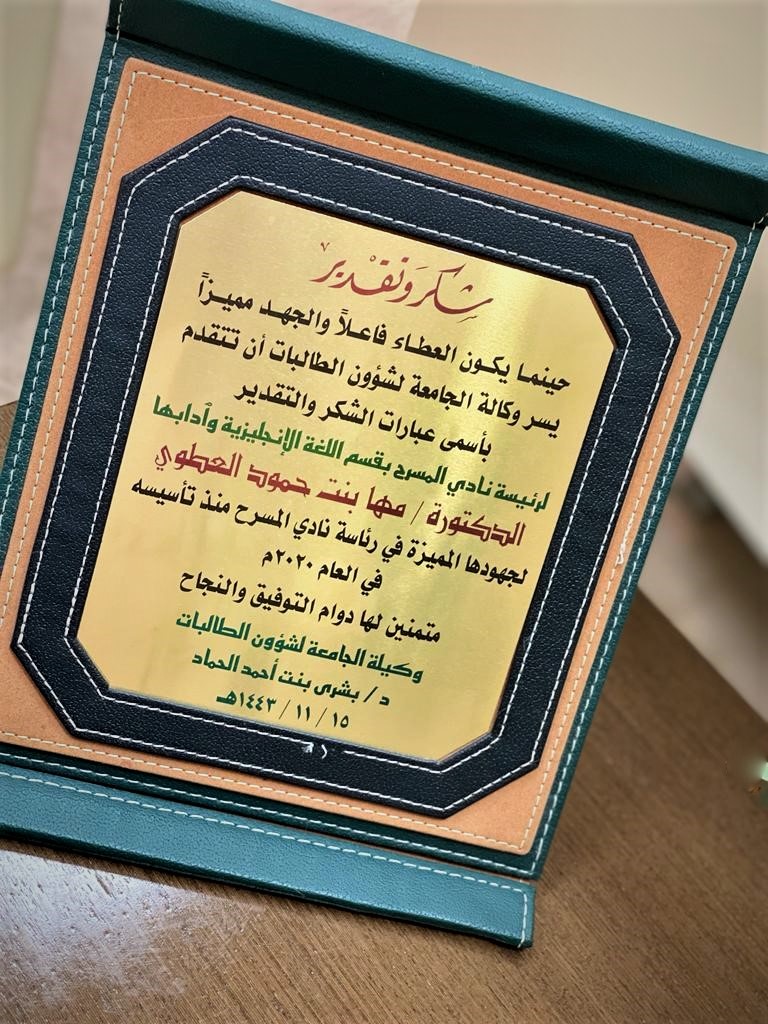 شكر وتقدير
حينما يكون العطاء فاعلاً والجهد مميزاً
يسر وكالة الجامعة لشؤون الطالبات أن تتقدم
بأسمى عبارات الشكر والتقدير
لرئيسة نادي المسرح بقسم اللغة الإنجليزية وآدابها
الدكتورة / مها بنت حمود العطوي
لجهودها المميزة في رئاسة نادي المسرح منذ تأسيسه
في العام ٢٠٢٠م
متمنين لها دوام التوفيق والنجاح
وكيلة الجامعة لشؤون الطالبات
د / بشرى بنت أحمد الحماد
١٥ / ١١ / ١٤٤٣هـ